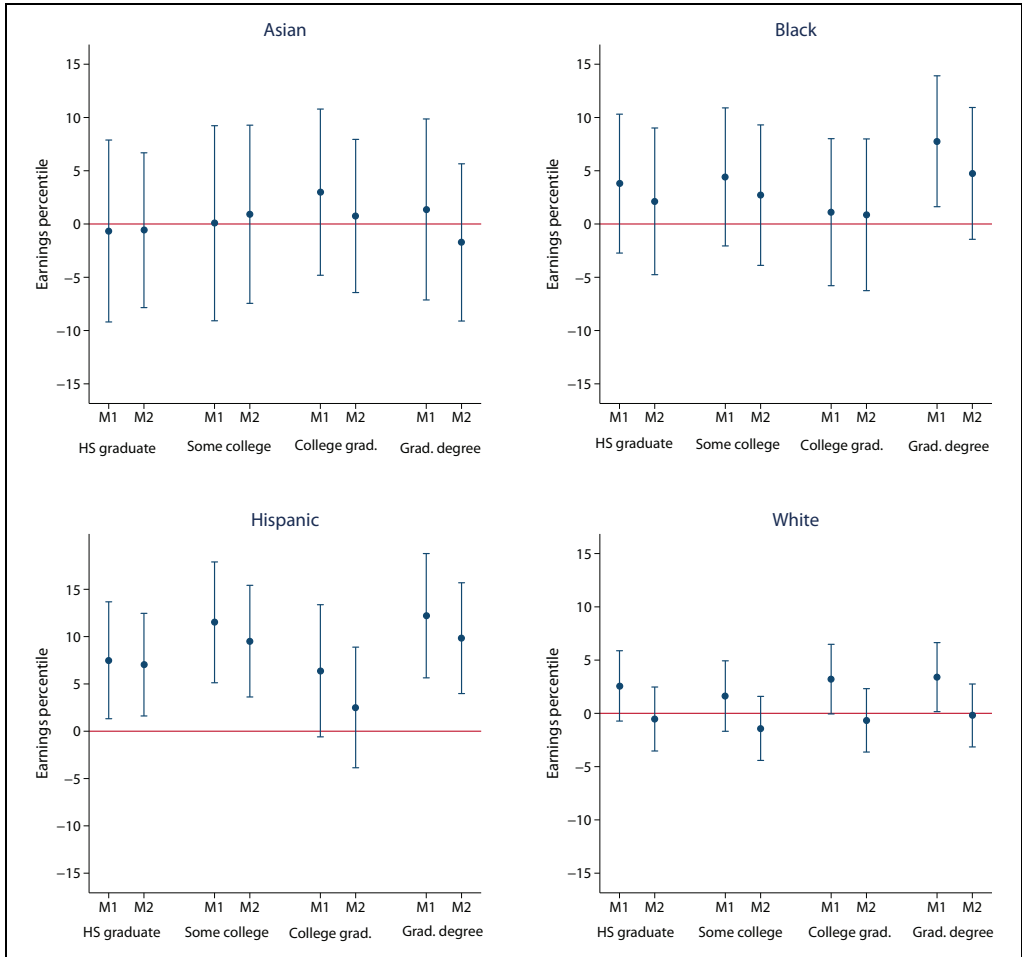 Asian
Earnings percentile
15
10
5
0
−5
−10
−15
M1 M2 M1 M2 M1 M2 M1 M2
HS graduate Some college College grad. Grad. degree
Black
Earnings percentile
15
10
5
0
−5
−10
−15
M1 M2 M1 M2 M1 M2 M1 M2
HS graduate Some college College grad. Grad. degree
Hispanic
Earnings percentile
15
10
5
0
−5
−10
−15
M1 M2 M1 M2 M1 M2 M1 M2
HS graduate Some college College grad. Grad. degree
White
Earnings percentile
15
10
5
0
−5
−10
−15
M1 M2 M1 M2 M1 M2 M1 M2
HS graduate Some college College grad. Grad. degree